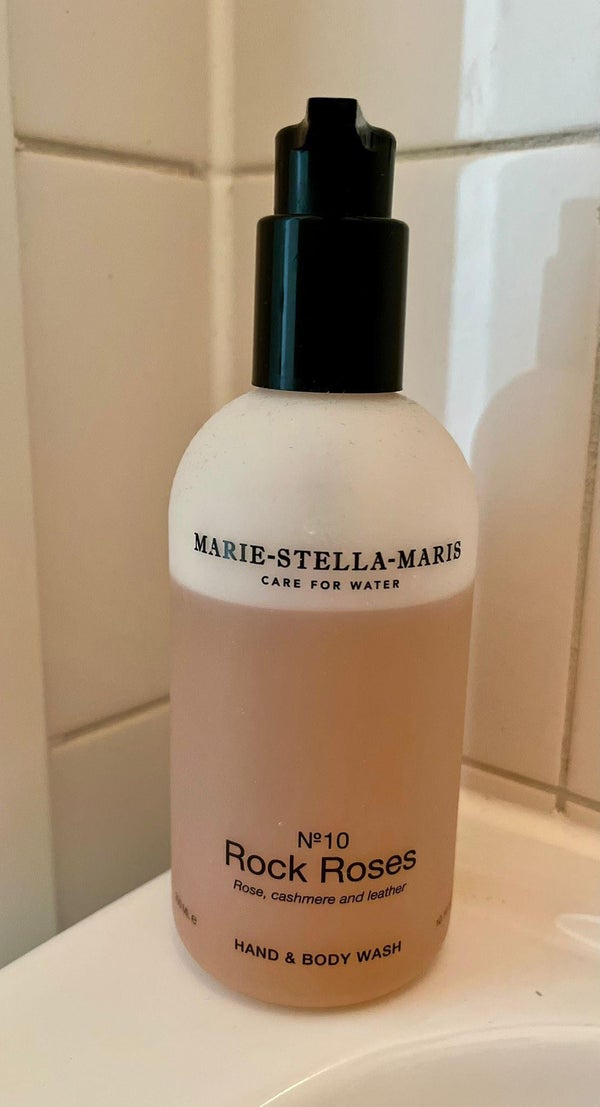 MARIE-STELLA-MARIS
CARE FOR WATER
Nº10
Rock Roses
Rose, cashmere and leather
HAND & BODY WASH